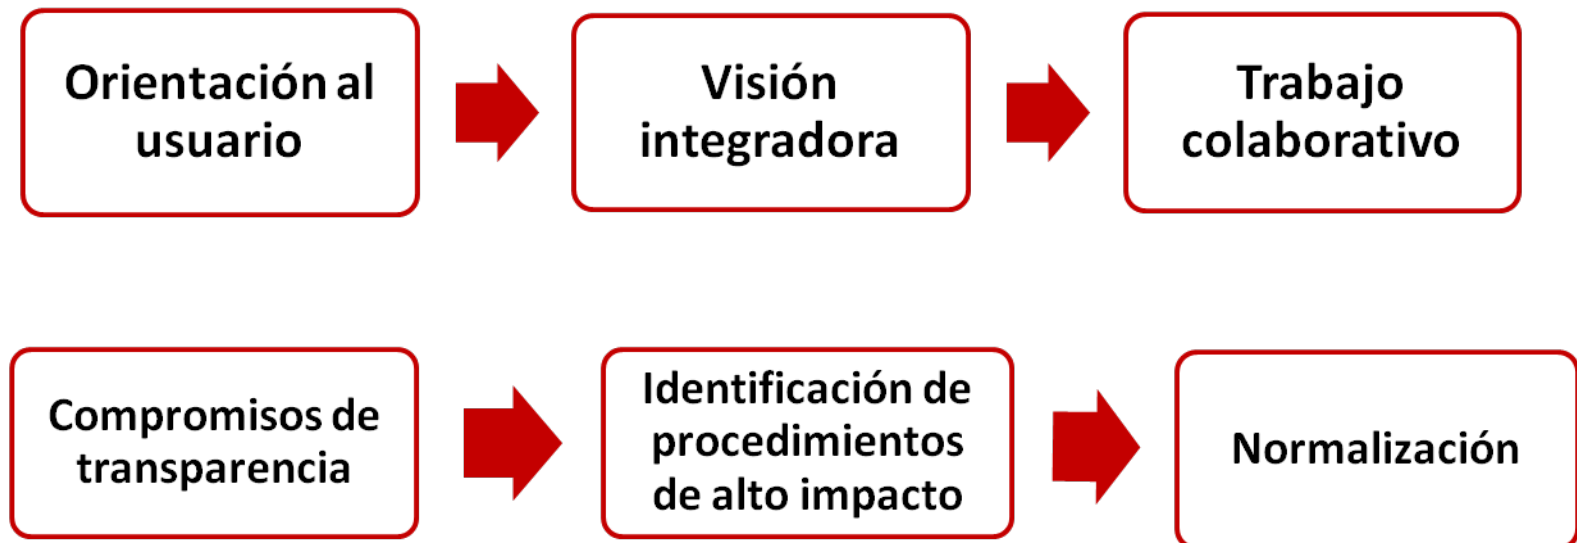 Orientación al
usuario
Visión
integradora
Trabajo
colaborativo
Compromisos de
transparencia
Identificación de
procedimientos
de alto impacto
Normalización